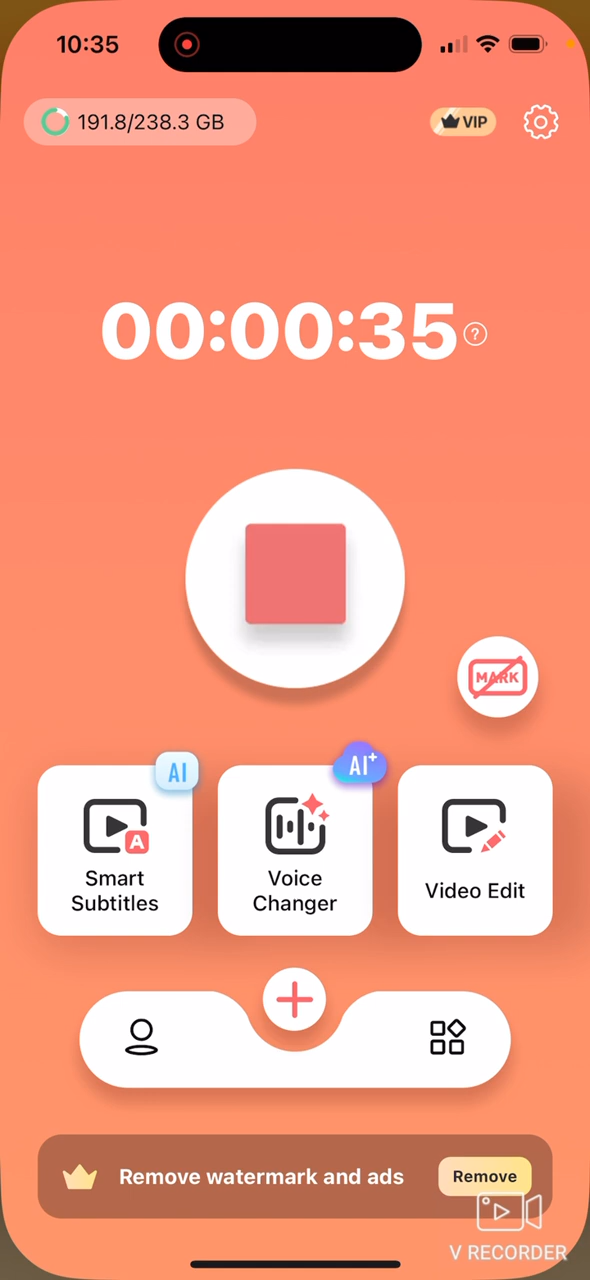 10:35
191.8/238.3 GB
VIP
00:00:35
?
MARK
AI
AI+
A
Smart
Subtitles
Voice
Changer
Video Edit
Remove watermark and ads
Remove
V RECORDER